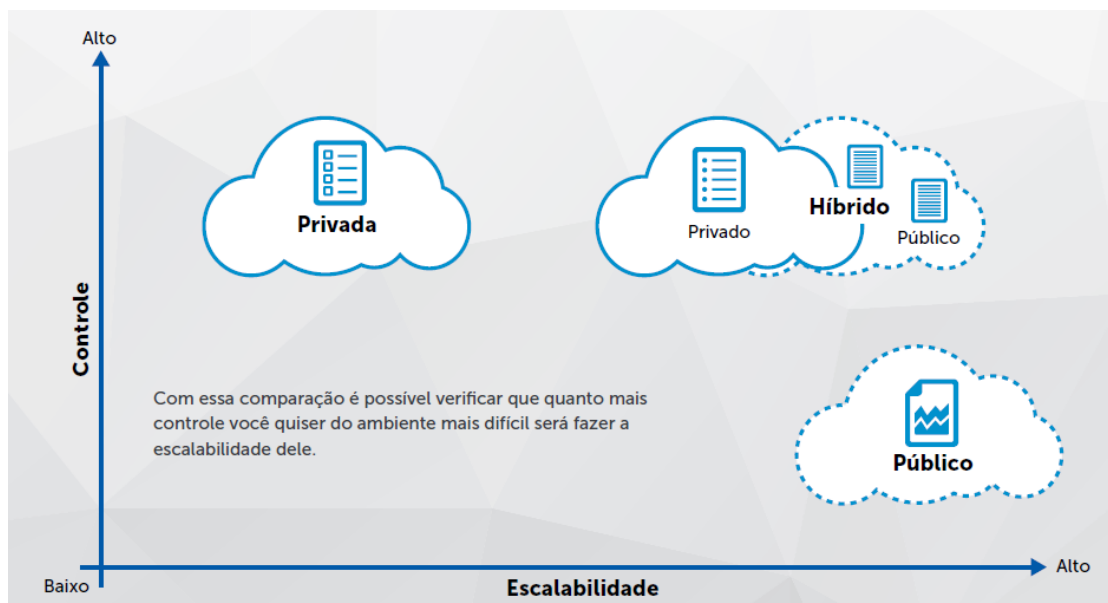 Alto
Privada
Privado
Híbrido
Público
Controle
Com essa comparação é possível verificar que quanto mais
controle você quiser do ambiente mais difícil será fazer a
escalabilidade dele.
Público
Baixo
Escalabilidade
Alto